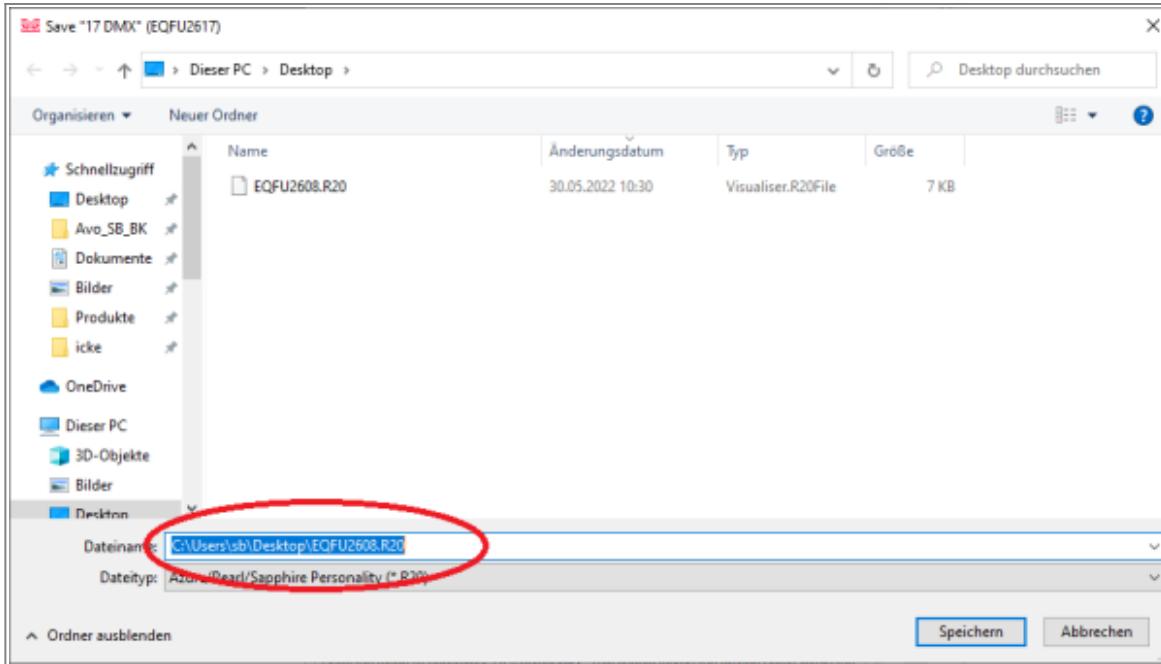 Save "17 DMX" (EQFU2617)
Dieser PC > Desktop >
Desktop durchsuchen
Organisieren
Neuer Ordner
Name Änderungsdatum Typ Größe
EQFU2608.R20 30.05.2022 10:30 Visualiser.R20File 7 KB
Schnellzugriff
Desktop
Avo_SB_BK
Dokumente
Bilder
Produkte
icke
OneDrive
Dieser PC
3D-Objekte
Bilder
Desktop
Dateiname: C:\Users\sb\Desktop\EQFU2608.R20
Dateityp: Azure/Pearl/Sapphire Personality (*.R20)
Ordner ausblenden
Speichern Abbrechen